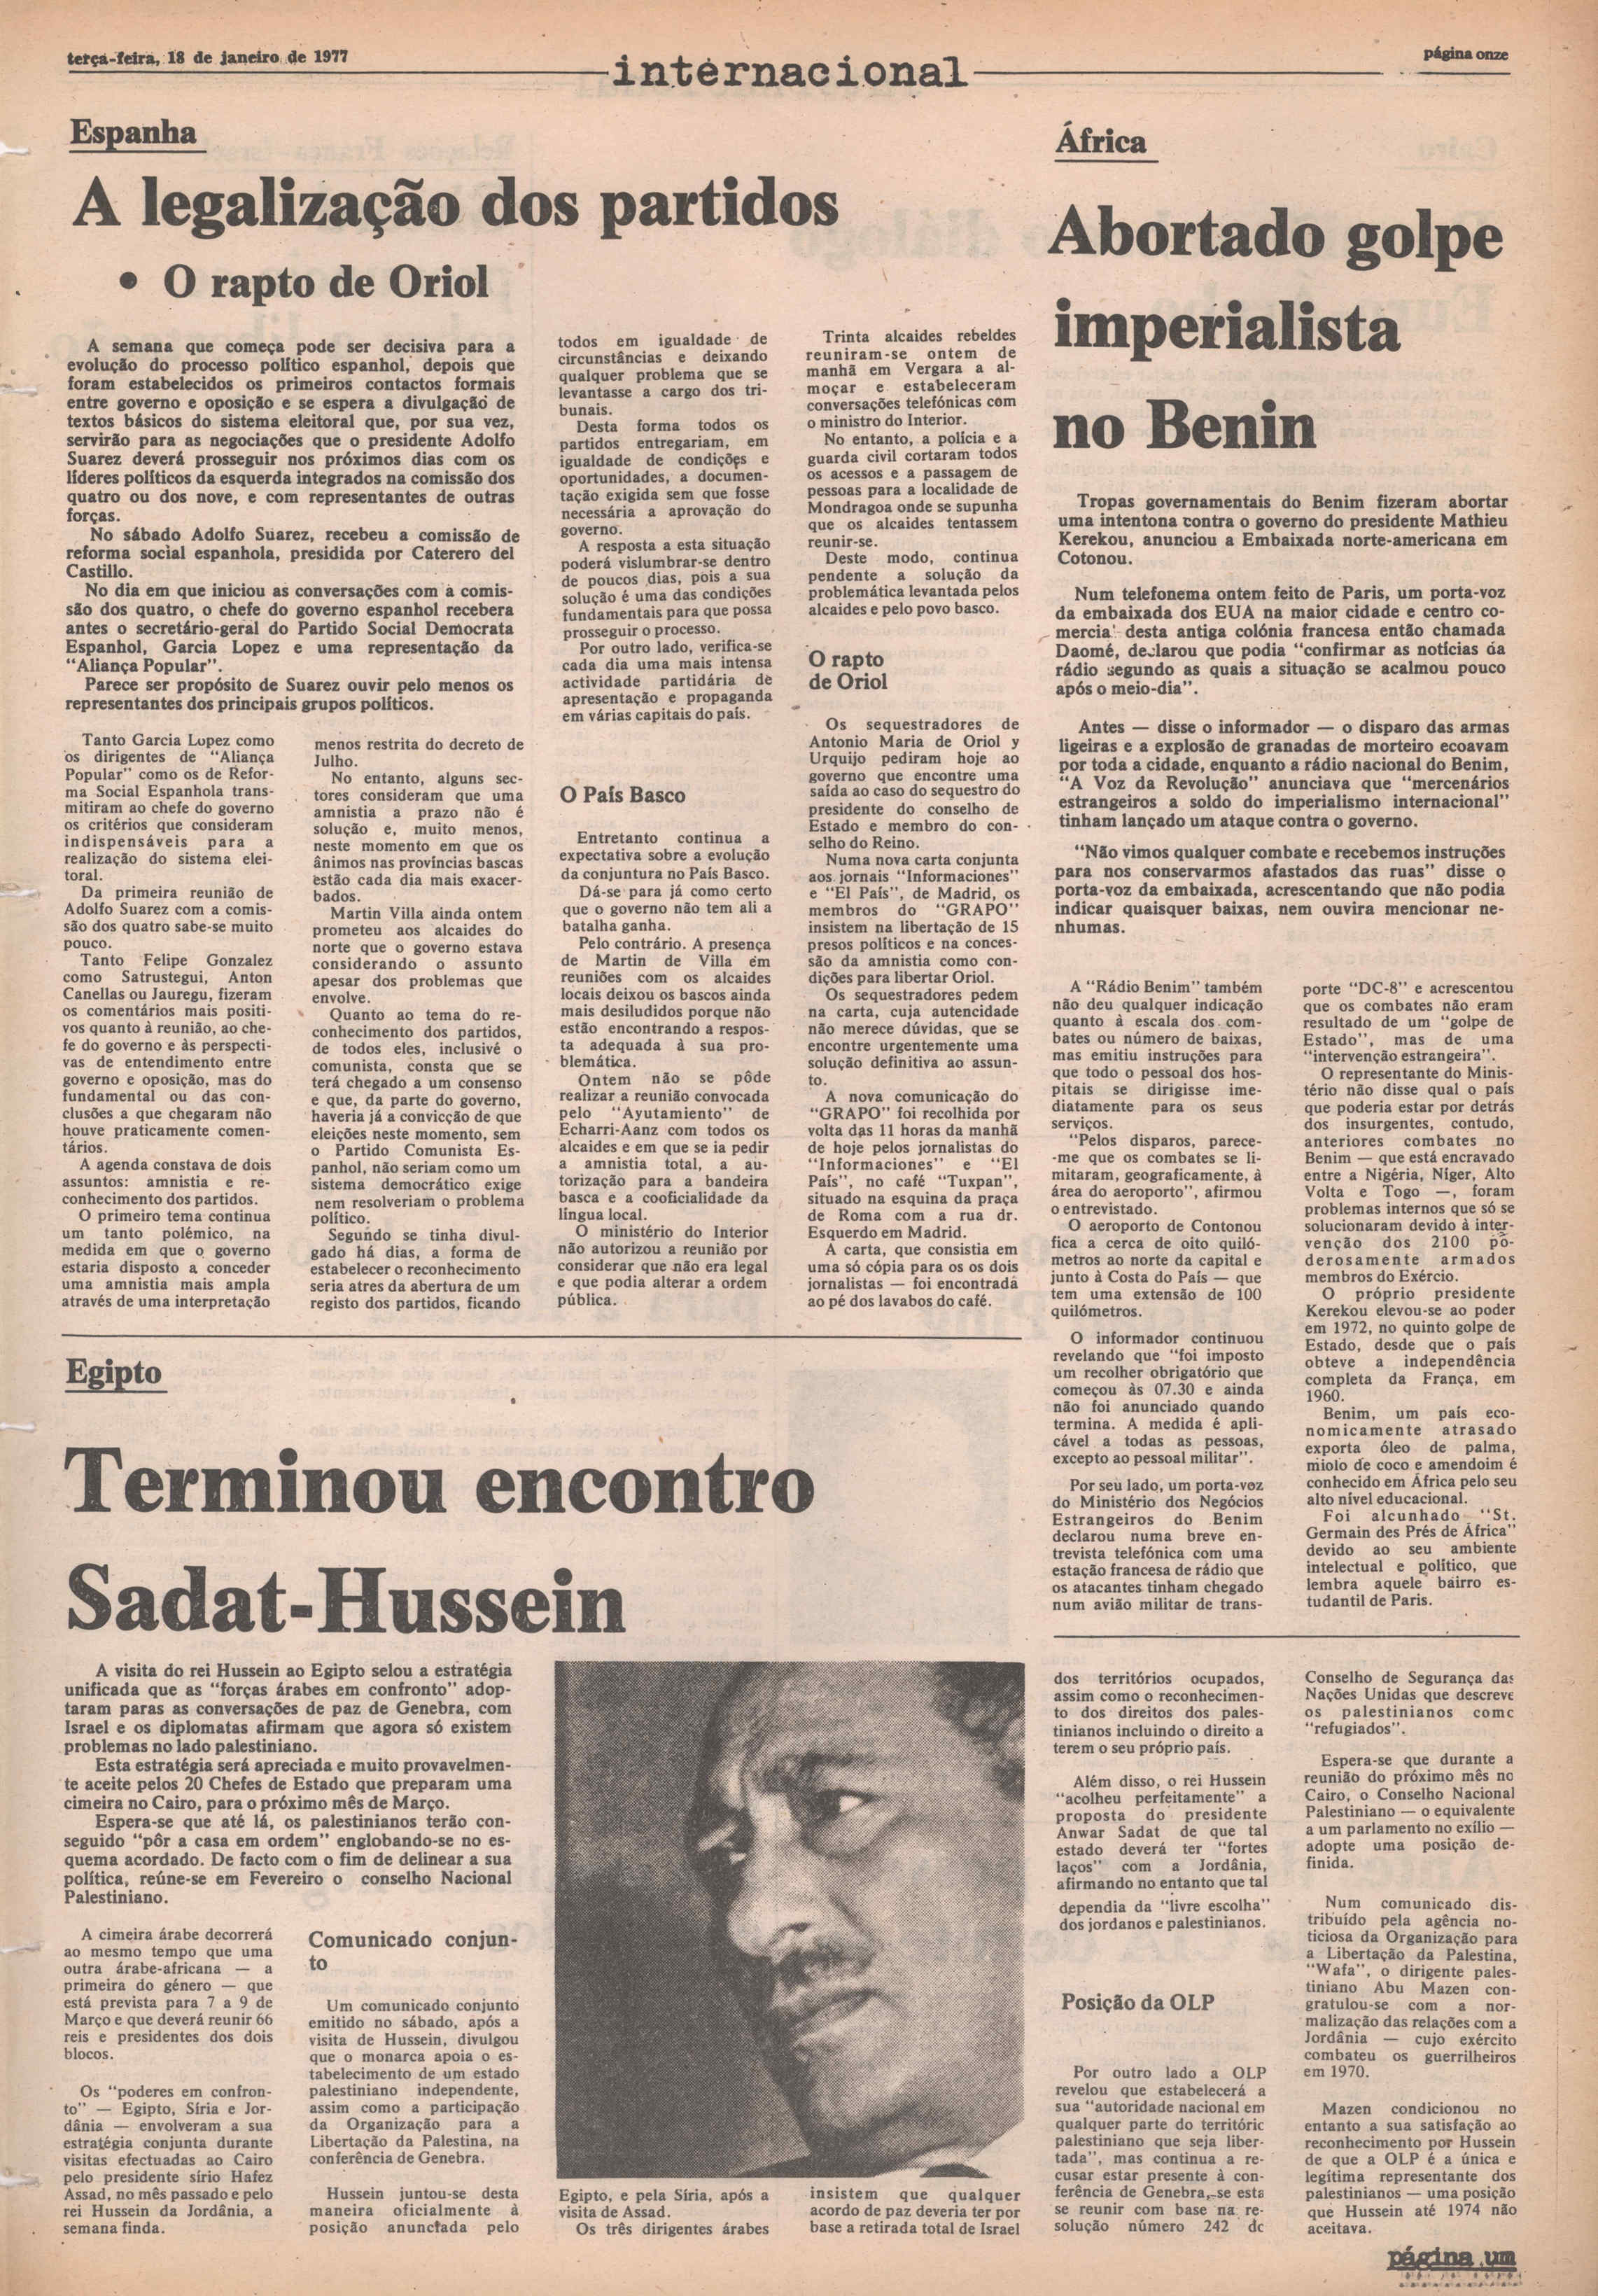 terça-feira, 18 de janeiro de 1977
internacional
página onze
Espanha
A legalização dos partidos
• O rapto de Oriol
A semana que começa pode ser decisiva para a
evolução do processo político espanhol, depois que
foram estabelecidos os primeiros contactos formais
entre governo e oposição e se espera a divulgação de
textos básicos do sistema eleitoral que, por sua vez,
servirão para as negociações que o presidente Adolfo
Suarez deverá prosseguir nos próximos dias com os
líderes políticos da esquerda integrados na comissão dos
quatro ou dos nove, e com representantes de outras
forças.
No sábado Adolfo Suarez, recebeu a comissão de
reforma social espanhola, presidida por Caterero del
Castillo.
No dia em que iniciou as conversações com a comis-
são dos quatro, o chefe do governo espanhol recebera
antes o secretário-geral do Partido Social Democrata
Espanhol, Garcia Lopez e uma representação da
"Aliança Popular".
Parece ser propósito de Suarez ouvir pelo menos os
representantes dos principais grupos políticos.
Tanto Garcia Lopez como
os dirigentes de "Aliança
Popular" como os de Refor-
ma Social Espanhola trans-
mitiram ao chefe do governo
os critérios que consideram
indispensáveis para a
realização do sistema elei-
toral.
Da primeira reunião de
Adolfo Suarez com a comis-
são dos quatro sabe-se muito
pouco.
Tanto Felipe Gonzalez
como Satrustegui, Anton
Canellas ou Jauregu, fizeram
os comentários mais positi-
vos quanto à reunião, ao che-
fe do governo e às perspecti-
vas de entendimento entre
governo e oposição, mas do
fundamental ou das con-
clusões a que chegaram não
houve praticamente comen-
tários.
A agenda constava de dois
assuntos: amnistia e re-
conhecimento dos partidos.
O primeiro tema continua
um tanto polémico, na
medida em que o governo
estaria disposto a conceder
uma amnistia mais ampla
através de uma interpretação
menos restrita do decreto de
Julho.
No entanto, alguns sec-
tores consideram que uma
amnistia a prazo não é
solução e, muito menos,
neste momento em que os
ânimos nas províncias bascas
estão cada dia mais exacer-
bados.
Martin Villa ainda ontem
prometeu aos alcaides do
norte que o governo estava
considerando o assunto
apesar dos problemas que
envolve.
Quanto ao tema do re-
conhecimento dos partidos,
de todos eles, inclusivé o
comunista, consta que se
terá chegado a um consenso
e que, da parte do governo,
haveria já a convicção de que
eleições neste momento, sem
o Partido Comunista Es-
panhol, não seriam como um
sistema democrático exige
nem resolveriam o problema
político.
Segundo se tinha divul-
gado há dias, a forma de
estabelecer o reconhecimento
seria atres da abertura de um
registo dos partidos, ficando
todos em igualdade de
circunstâncias e deixando
qualquer problema que se
levantasse a cargo dos tri-
bunais.
Desta forma todos os
partidos entregariam, em
igualdade de condições e
oportunidades, a documen-
tação exigida sem que fosse
necessária a aprovação do
governo.
A resposta a esta situação
poderá vislumbrar-se dentro
de poucos dias, pois a sua
solução é uma das condições
fundamentais para que possa
prosseguir o processo.
Por outro lado, verifica-se
cada dia uma mais intensa
actividade partidária de
apresentação e propaganda
em várias capitais do país.
O País Basco
Entretanto continua a
expectativa sobre a evolução
da conjuntura no País Basco.
Dá-se para já como certo
que o governo não tem ali a
batalha ganha.
Pelo contrário. A presença
de Martin de Villa em
reuniões com os alcaides
locais deixou os bascos ainda
mais desiludidos porque não
estão encontrando a respos-
ta adequada à sua pro-
blemática.
Ontem não se pôde
realizar a reunião convocada
pelo "Ayutamiento" de
Echarri-Aanz com todos os
alcaides e em que se ia pedir
a amnistia total, a au-
torização para a bandeira
basca e a cooficialidade da
língua local.
O ministério do Interior
não autorizou a reunião por
considerar que não era legal
e que podia alterar a ordem
pública.
Trinta alcaides rebeldes
reuniram-se ontem de
manhã em Vergara a al-
moçar e estabeleceram
conversações telefónicas com
o ministro do Interior.
No entanto, a polícia e a
guarda civil cortaram todos
os acessos e a passagem de
pessoas para a localidade de
Mondragoa onde se supunha
que os alcaides tentassem
reunir-se.
Deste modo, continua
pendente a solução da
problemática levantada pelos
alcaides e pelo povo basco.
O rapto
de Oriol
Os sequestradores de
Antonio Maria de Oriol y
Urquijo pediram hoje ao
governo que encontre uma
saída ao caso do sequestro do
presidente do conselho de
Estado e membro do con-
selho do Reino.
Numa nova carta conjunta
aos jornais "Informaciones"
e "El País", de Madrid, os
membros do "GRAPO"
insistem na libertação de 15
presos políticos e na conces-
são da amnistia como con-
dições para libertar Oriol.
Os sequestradores pedem
na carta, cuja autencidade
não merece dúvidas, que se
encontre urgentemente uma
solução definitiva ao assun-
to.
A nova comunicação do
"GRAPO" foi recolhida por
volta das 11 horas da manhã
de hoje pelos jornalistas do
"Informaciones" e "El
País", no café "Tuxpan",
situado na esquina da praça
de Roma com a rua dr.
Esquerdo em Madrid.
A carta, que consistia em
uma só cópia para os os dois
jornalistas — foi encontrada
ao pé dos lavabos do café.
África
Abortado golpe
imperialista
no Benin
Tropas governamentais do Benim fizeram abortar
uma intentona contra o governo do presidente Mathieu
Kerekou, anunciou a Embaixada norte-americana em
Cotonou.
Num telefonema ontem feito de Paris, um porta-voz
da embaixada dos EUA na maior cidade e centro co-
mercial desta antiga colónia francesa então chamada
Daomé, declarou que podia "confirmar as notícias da
rádio segundo as quais a situação se acalmou pouco
após o meio-dia".
Antes — disse o informador — o disparo das armas
ligeiras e a explosão de granadas de morteiro ecoavam
por toda a cidade, enquanto a rádio nacional do Benim,
"A Voz da Revolução" anunciava que "mercenários
estrangeiros a soldo do imperialismo internacional"
tinham lançado um ataque contra o governo.
"Não vimos qualquer combate e recebemos instruções
para nos conservarmos afastados das ruas" disse o
porta-voz da embaixada, acrescentando que não podia
indicar quaisquer baixas, nem ouvira mencionar ne-
nhumas.
A "Rádio Benim" também
não deu qualquer indicação
quanto à escala dos com-
bates ou número de baixas,
mas emitiu instruções para
que todo o pessoal dos hos-
pitais se dirigisse ime-
diatamente para os seus
serviços.
"Pelos disparos, parece-
-me que os combates se li-
mitaram, geograficamente, à
área do aeroporto", afirmou
o entrevistado.
O aeroporto de Contonou
fica a cerca de oito quiló-
metros ao norte da capital e
junto à Costa do País — que
tem uma extensão de 100
quilómetros.
O informador continuou
revelando que "foi imposto
um recolher obrigatório que
começou às 07.30 e ainda
não foi anunciado quando
termina. A medida é apli-
cável a todas as pessoas,
excepto ao pessoal militar".
Por seu lado, um porta-voz
do Ministério dos Negócios
Estrangeiros do Benim
declarou numa breve en-
trevista telefónica com uma
estação francesa de rádio que
os atacantes tinham chegado
num avião militar de trans-
porte "DC-8" e acrescentou
que os combates não eram
resultado de um "golpe de
Estado", mas de uma
"intervenção estrangeira".
O representante do Minis-
tério não disse qual o país
que poderia estar por detrás
dos insurgentes, contudo,
anteriores combates no
Benim — que está encravado
entre a Nigéria, Níger, Alto
Volta e Togo —, foram
problemas internos que só se
solucionaram devido à inter-
venção dos 2100 po-
derosamente armados
membros do Exércio.
O próprio presidente
Kerekou elevou-se ao poder
em 1972, no quinto golpe de
Estado, desde que o país
obteve a independência
completa da França, em
1960.
Benim, um país eco-
nomicamente atrasado
exporta óleo de palma,
miolo de coco e amendoim é
conhecido em África pelo seu
alto nível educacional.
Foi alcunhado "St.
Germain des Prés de África"
devido ao seu ambiente
intelectual e político, que
lembra aquele bairro es-
tudantil de Paris.
Egipto
Terminou encontro
Sadat-Hussein
A visita do rei Hussein ao Egipto selou a estratégia
unificada que as "forças árabes em confronto" adop-
taram paras as conversações de paz de Genebra, com
Israel e os diplomatas afirmam que agora só existem
problemas no lado palestiniano.
Esta estratégia será apreciada e muito provavelmen-
te aceite pelos 20 Chefes de Estado que preparam uma
cimeira no Cairo, para o próximo mês de Março.
Espera-se que até lá, os palestinianos terão con-
seguido "pôr a casa em ordem" englobando-se no es-
quema acordado. De facto com o fim de delinear a sua
política, reúne-se em Fevereiro o conselho Nacional
Palestiniano.
A cimeira árabe decorrerá
ao mesmo tempo que uma
outra árabe-africana — a
primeira do género — que
está prevista para 7 a 9 de
Março e que deverá reunir 66
reis e presidentes dos dois
blocos.
Os "poderes em confron-
to" — Egipto, Síria e Jor-
dânia — envolveram a sua
estratégia conjunta durante
visitas efectuadas ao Cairo
pelo presidente sírio Hafez
Assad, no mês passado e pelo
rei Hussein da Jordânia, a
semana finda.
Comunicado conjun-
to
Um comunicado conjunto
emitido no sábado, após a
visita de Hussein, divulgou
que o monarca apoia o es-
tabelecimento de um estado
palestiniano independente,
assim como a participação
da Organização para a
Libertação da Palestina, na
conferência de Genebra.
Hussein juntou-se desta
maneira oficialmente à
posição anunctada pelo
Egipto, e pela Síria, após a
visita de Assad.
Os três dirigentes árabes
insistem que qualquer
acordo de paz deveria ter por
base a retirada total de Israel
dos territórios ocupados,
assim como o reconhecimen-
to dos direitos dos pales-
tinianos incluindo o direito a
terem o seu próprio país.
Além disso, o rei Hussein
"acolheu perfeitamente" a
proposta do presidente
Anwar Sadat de que tal
estado deverá ter "fortes
laços" com a Jordânia,
afirmando no entanto que tal
dependia da "livre escolha"
dos jordanos e palestinianos.
Posição da OLP
Por outro lado a OLP
revelou que estabelecerá a
sua "autoridade nacional em
qualquer parte do territóric
palestiniano que seja liber-
tada", mas continua a re-
cusar estar presente à con-
ferência de Genebra, se esta
se reunir com base na re-
solução número 242 dc
Conselho de Segurança das
Nações Unidas que descreve
os palestinianos comc
"refugiados".
Espera-se que durante a
reunião do próximo mês no
Cairo, o Conselho Nacional
Palestiniano — o equivalente
a um parlamento no exílio —
adopte uma posição de-
finida.
Num comunicado dis-
tribuído pela agência no-
ticiosa da Organização para
a Libertação da Palestina,
"Wafa", o dirigente pales-
tiniano Abu Mazen con-
gratulou-se com a nor-
malização das relações com a
Jordânia — cujo exército
combateu os guerrilheiros
em 1970.
Mazen condicionou no
entanto a sua satisfação ao
reconhecimento por Hussein
de que a OLP é a única e
legítima representante dos
palestinianos — uma posição
que Hussein até 1974 não
aceitava.
página um